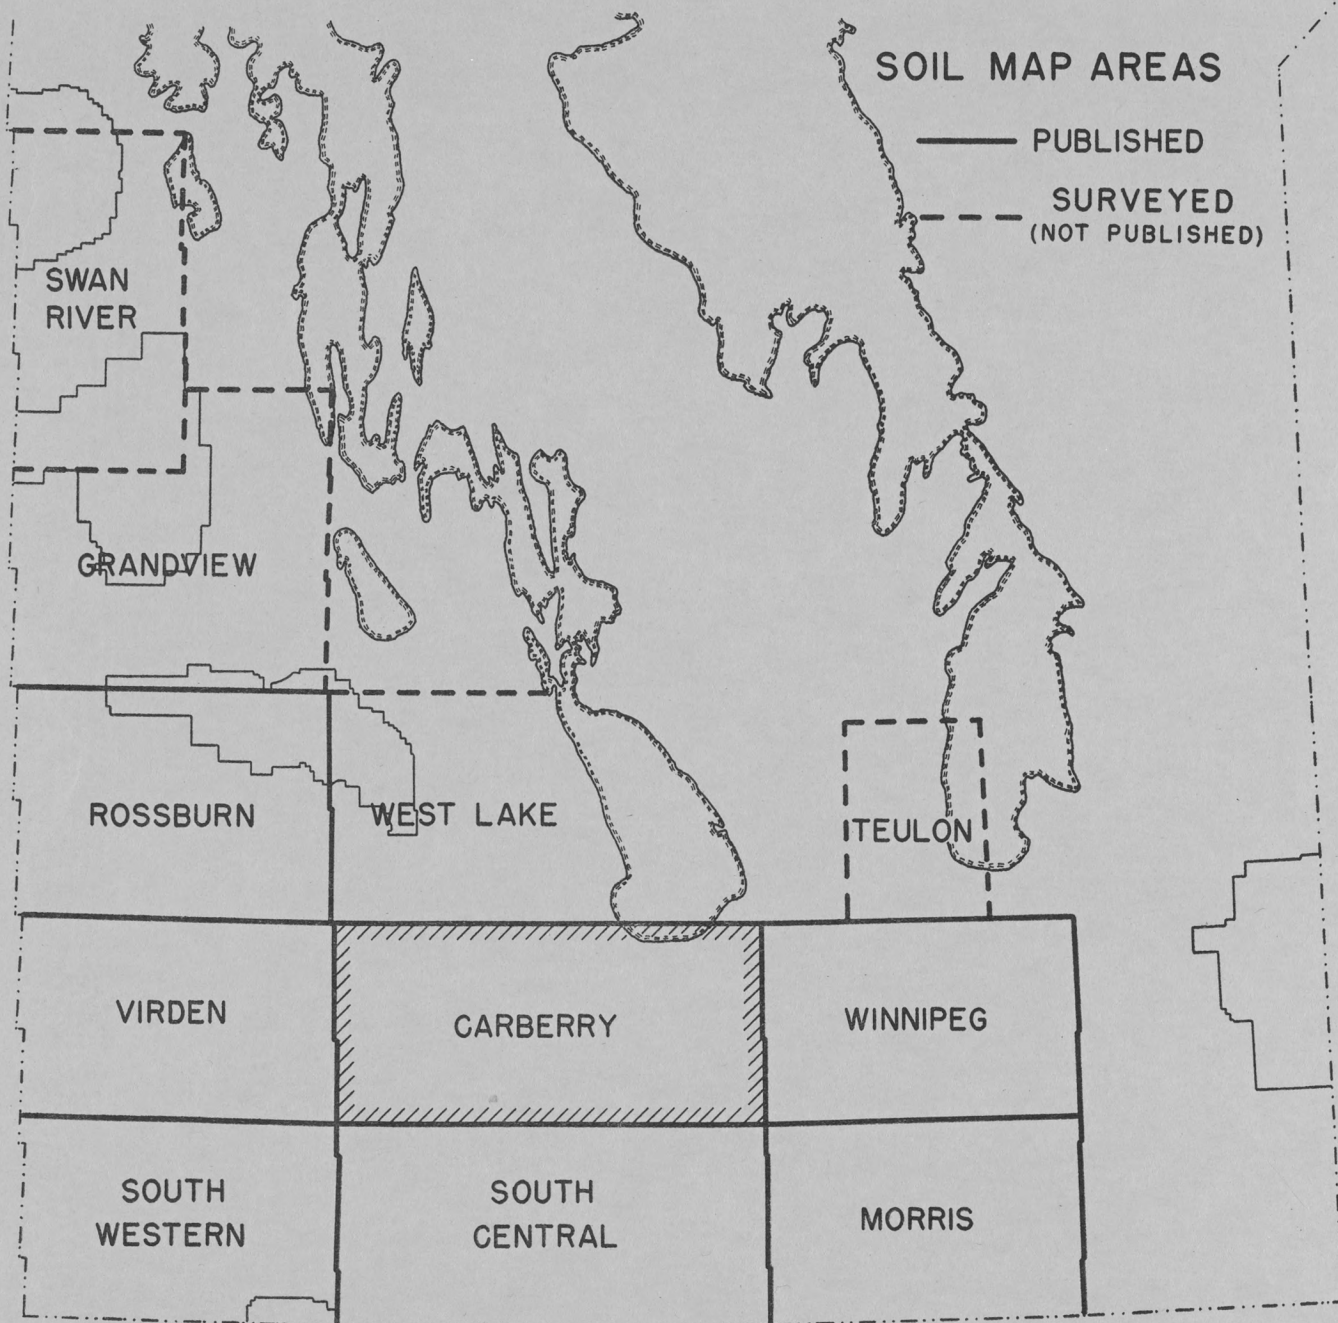 SOIL MAP AREAS
PUBLISHED
SURVEYED
(NOT PUBLISHED)
SWAN
RIVER
GRANDVIEW
ROSSBURN
WEST LAKE
TEULON
VIRDEN
CARBERRY
WINNIPEG
SOUTH
WESTERN
SOUTH
CENTRAL
MORRIS